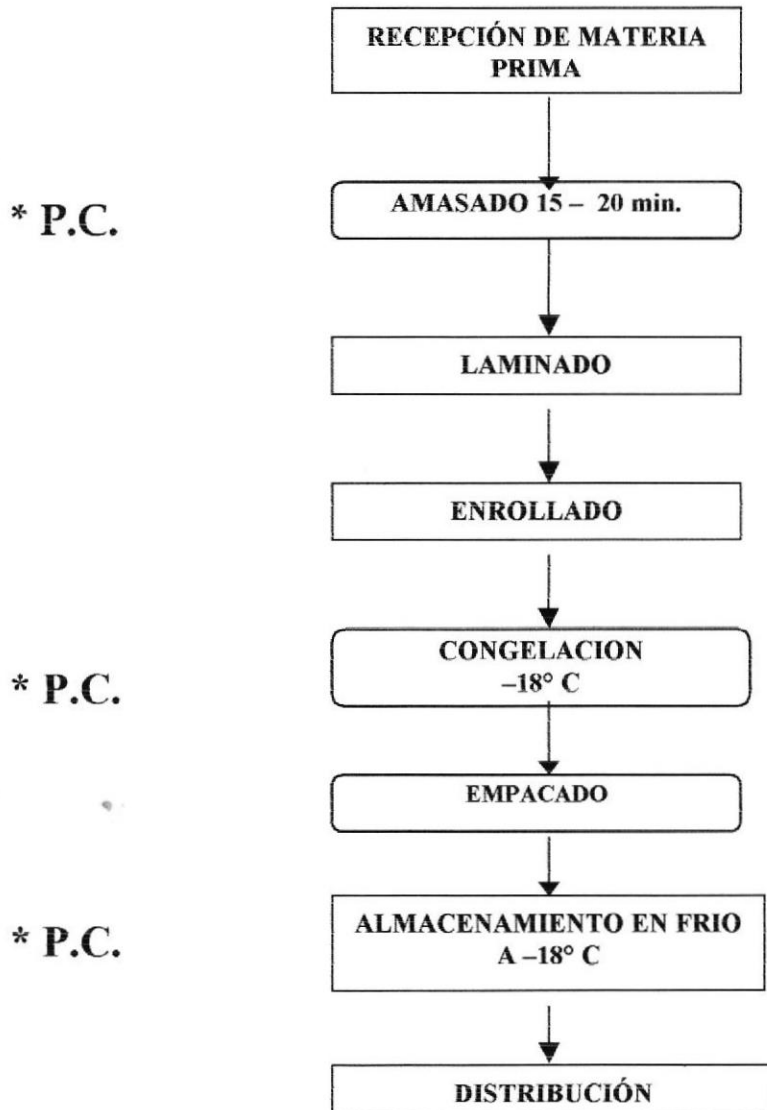 RECEPCIÓN DE MATERIA
PRIMA
* P.C.
AMASADO 15 – 20 min.
LAMINADO
ENROLLADO
* P.C.
CONGELACION
–18° C
EMPACADO
* P.C.
ALMACENAMIENTO EN FRIO
A –18° C
DISTRIBUCIÓN